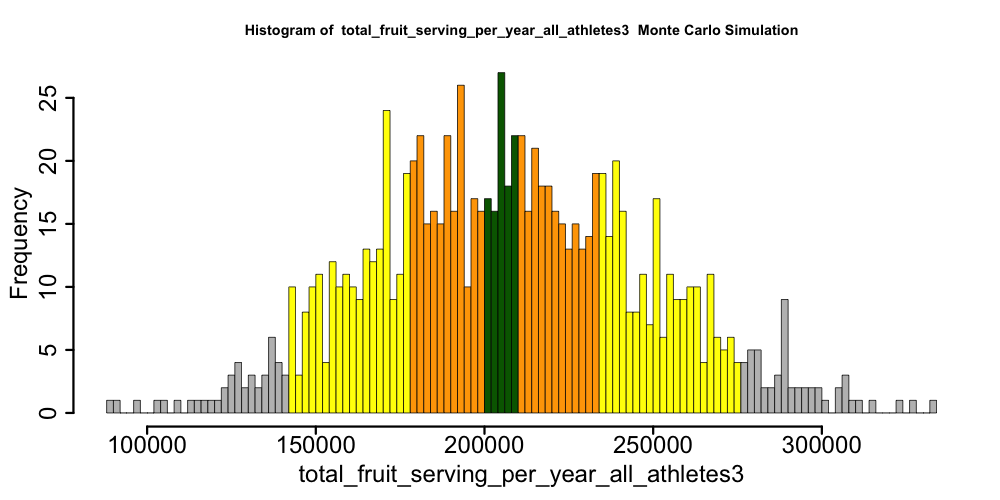 Histogram of  total_fruit_serving_per_year_all_athletes3  Monte Carlo Simulation
Frequency
25
20
15
10
5
0
100000 150000 200000 250000 300000
total_fruit_serving_per_year_all_athletes3